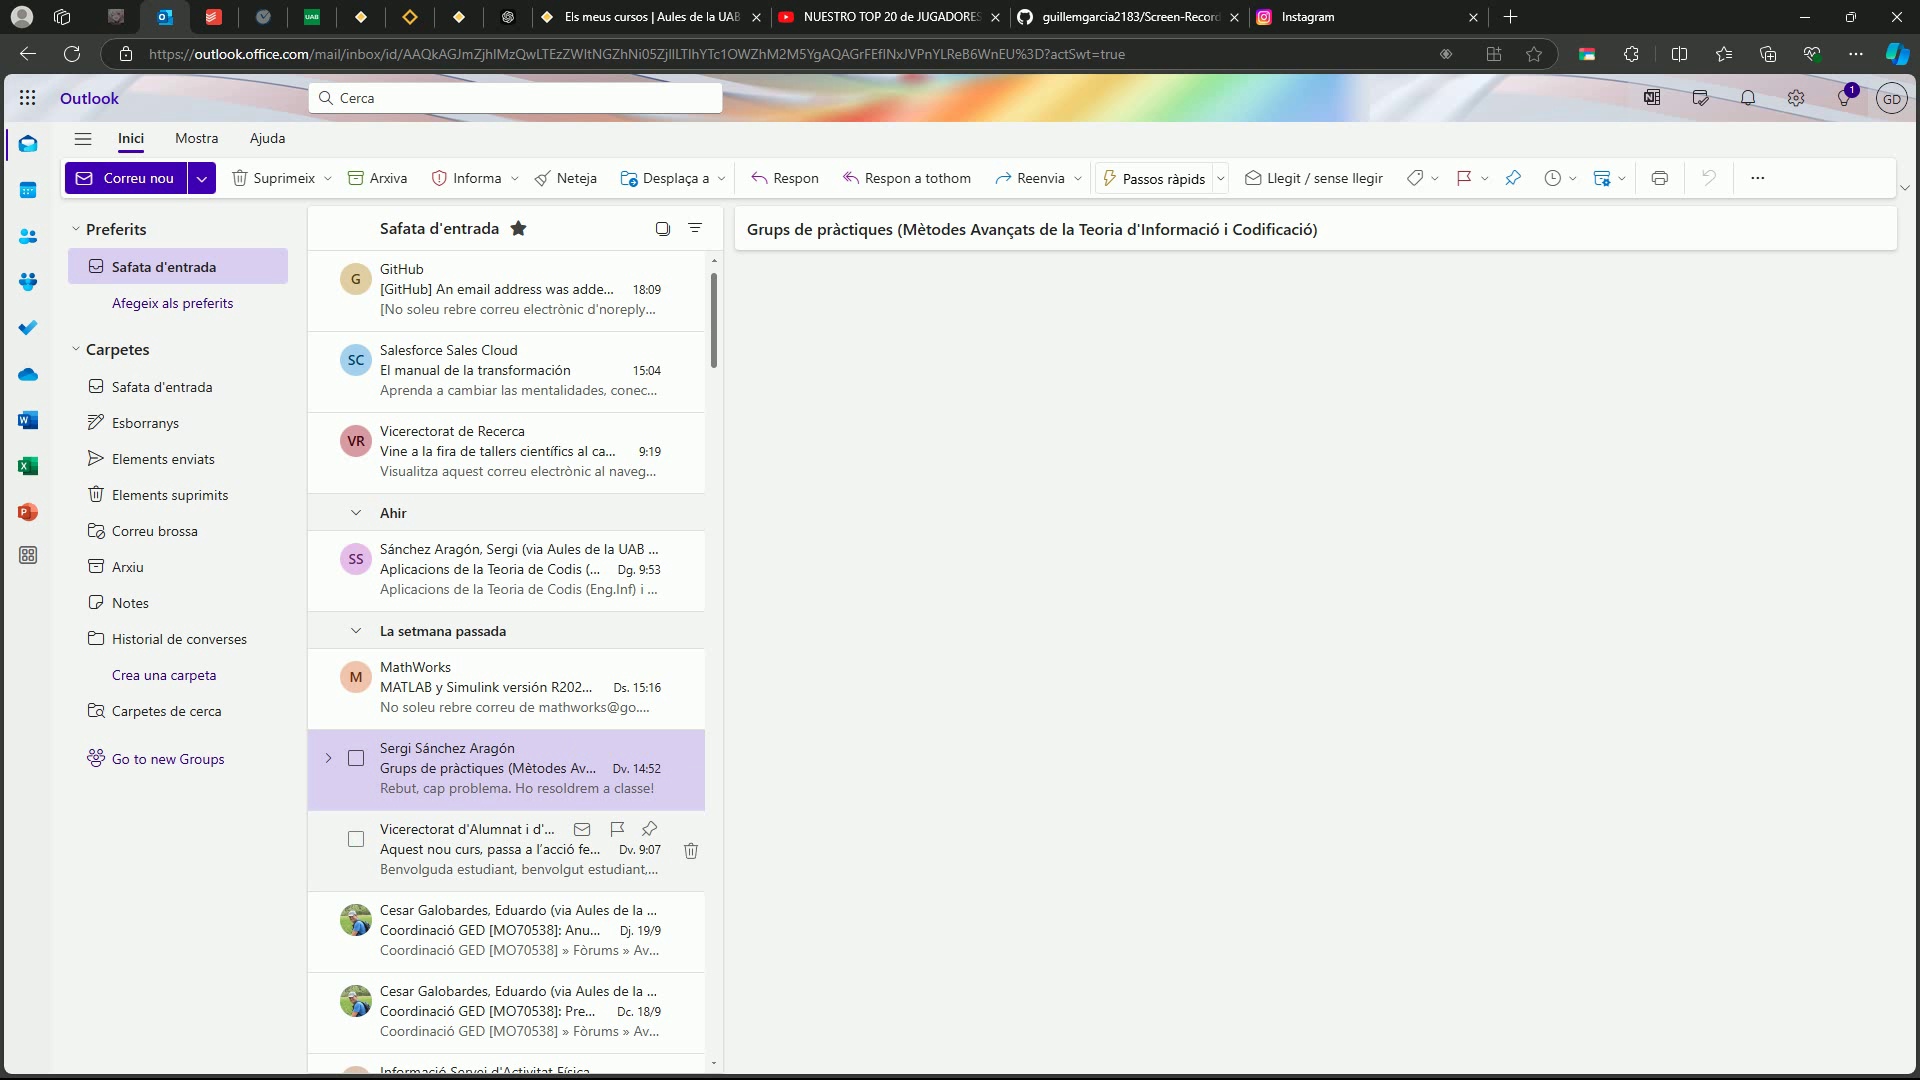 UAB
Els meus cursos | Aules de la UAB
NUESTRO TOP 20 de JUGADORES
guillemgarcia2183/Screen-Record
Instagram
Outlook
Cerca
1
GD
Inici
Mostra
Ajuda
Correu nou
Suprimeix
Arxiva
Informa
Neteja
Desplaça a
Respon
Respon a tothom
Reenvia
Passos ràpids
Llegit / sense llegir
Preferits
Safata d'entrada
Afegeix als preferits
Carpetes
Safata d'entrada
Esborranys
Elements enviats
Elements suprimits
Correu brossa
Arxiu
Notes
Historial de converses
Crea una carpeta
Carpetes de cerca
Go to new Groups
Safata d'entrada
G
GitHub
[GitHub] An email address was adde... 18:09
[No soleu rebre correu electrònic d'noreply...
SC
Salesforce Sales Cloud
El manual de la transformación 15:04
Aprenda a cambiar las mentalidades, conec...
VR
Vicerectorat de Recerca
Vine a la fira de tallers científics al ca... 9:19
Visualitza aquest correu electrònic al naveg...
Ahir
SS
Sánchez Aragón, Sergi (via Aules de la UAB ...
Aplicacions de la Teoria de Codis (... Dg. 9:53
Aplicacions de la Teoria de Codis (Eng.Inf) i ...
La setmana passada
M
MathWorks
MATLAB y Simulink versión R202... Ds. 15:16
No soleu rebre correu de mathworks@go....
Sergi Sánchez Aragón
Grups de pràctiques (Mètodes Av... Dv. 14:52
Rebut, cap problema. Ho resoldrem a classe!
Vicerectorat d'Alumnat i d'...
Aquest nou curs, passa a l'acció fe... Dv. 9:07
Benvolguda estudiant, benvolgut estudiant,...
Cesar Galobardes, Eduardo (via Aules de la ...
Coordinació GED [MO70538]: Anu... Dj. 19/9
Coordinació GED [MO70538] » Fòrums » Av...
Cesar Galobardes, Eduardo (via Aules de la ...
Coordinació GED [MO70538]: Pre... Dc. 18/9
Coordinació GED [MO70538] » Fòrums » Av...
Informació Servei d'Activitat Física
Grups de pràctiques (Mètodes Avançats de la Teoria d'Informació i Codificació)